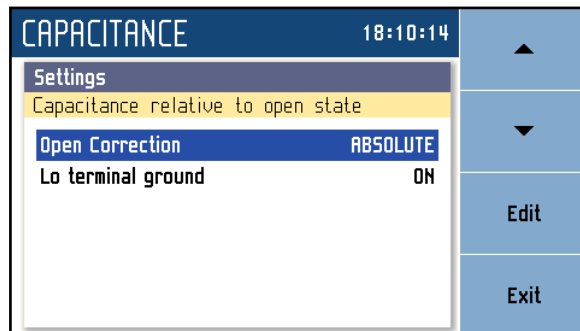 CAPACITANCE 18:10:14
Settings
Capacitance relative to open state
Open Correction ABSOLUTE
Lo terminal ground ON
Edit
Exit